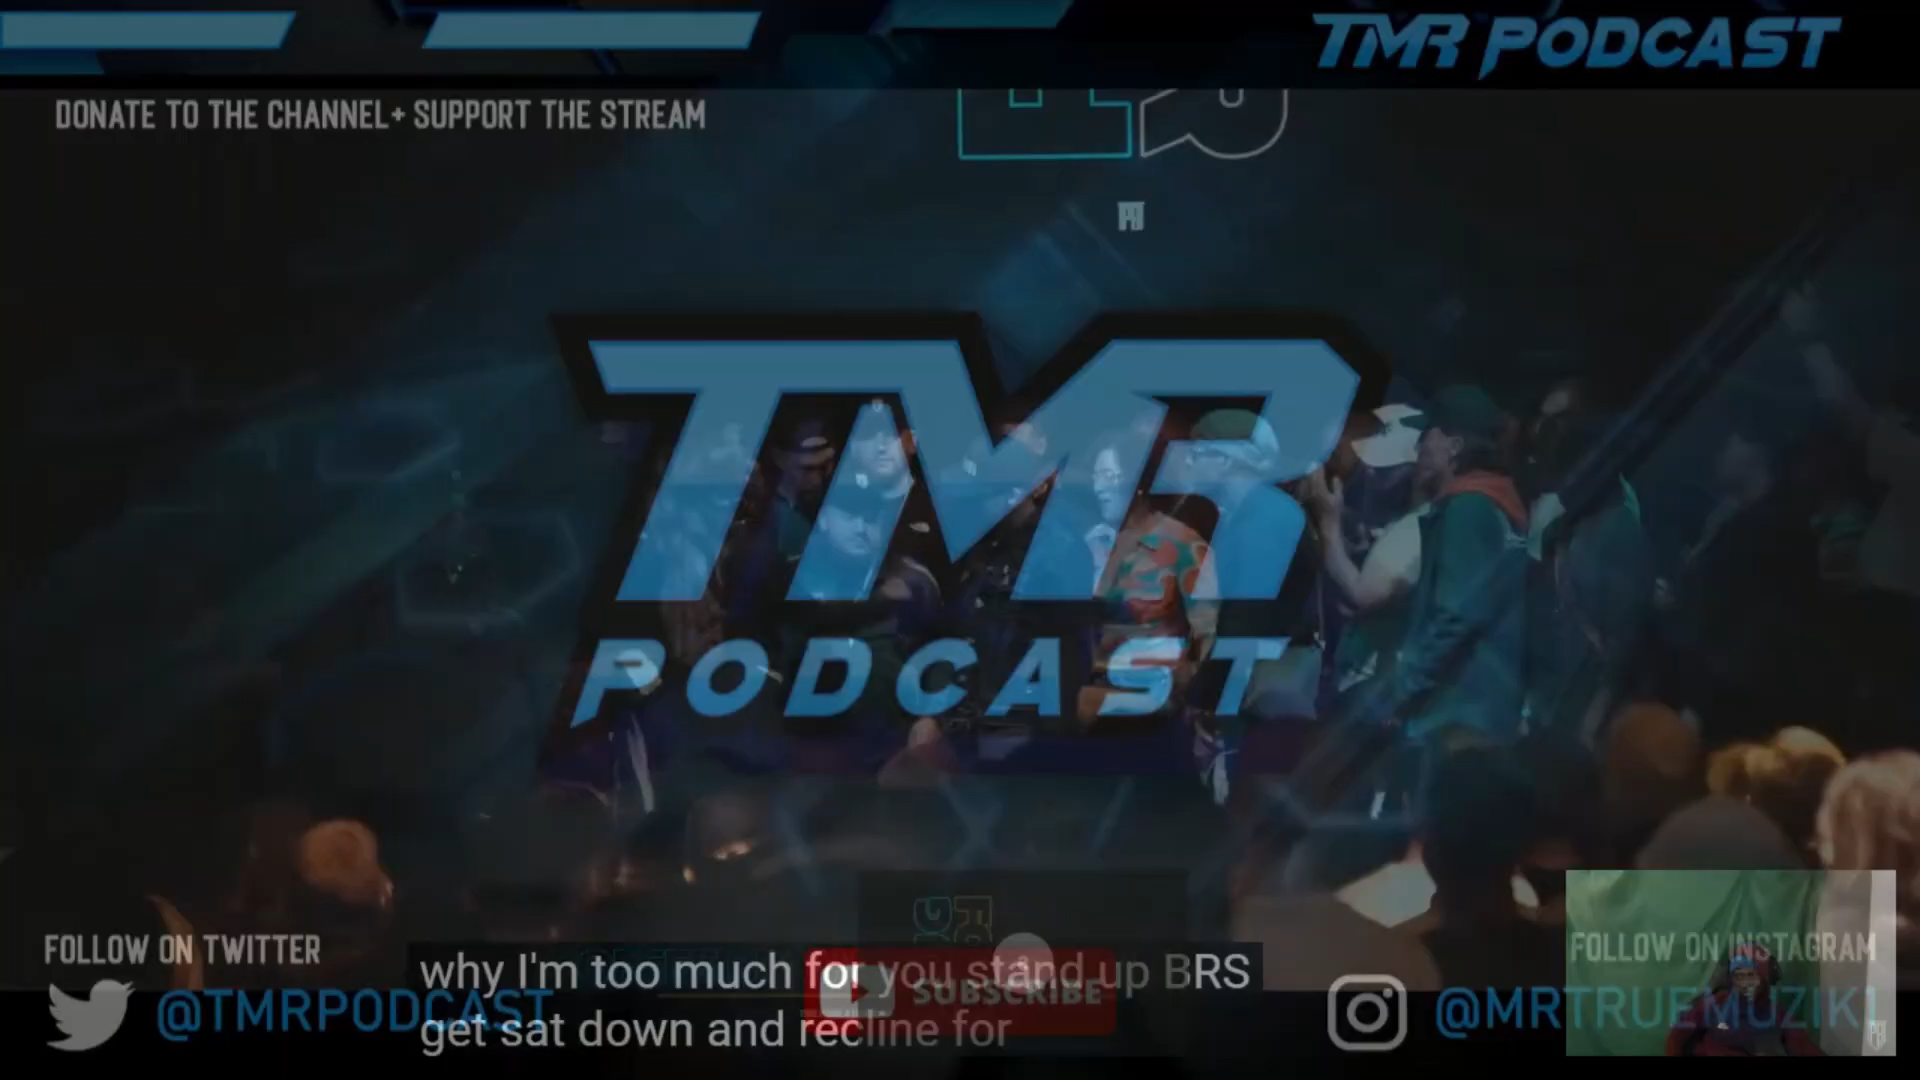 TMR PODCAST
DONATE TO THE CHANNEL+ SUPPORT THE STREAM
TMR
PODCAST
FOLLOW ON TWITTER
@TMRPODCAST
why I'm too much for you stand up BRS
get sat down and recline for
SUBSCRIBE
FOLLOW ON INSTAGRAM
@MRTRUEMUZIK1